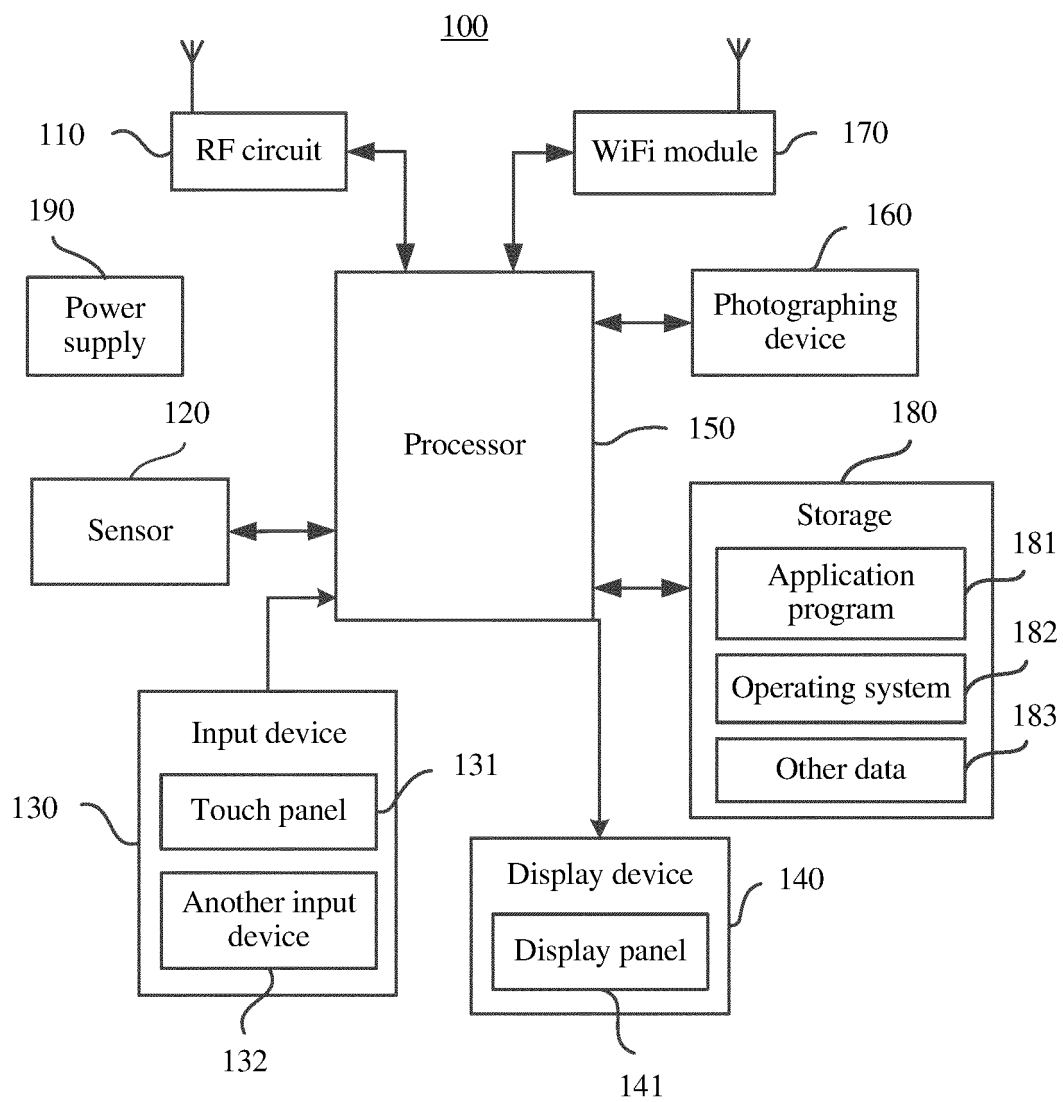 100
110
RF circuit
WiFi module
170
190
Power
supply
160
Photographing
device
120
Sensor
Processor
150
180
Storage
Application
program
181
Operating system
182
Other data
183
130
Input device
Touch panel
131
Another input
device
132
Display device
140
Display panel
141